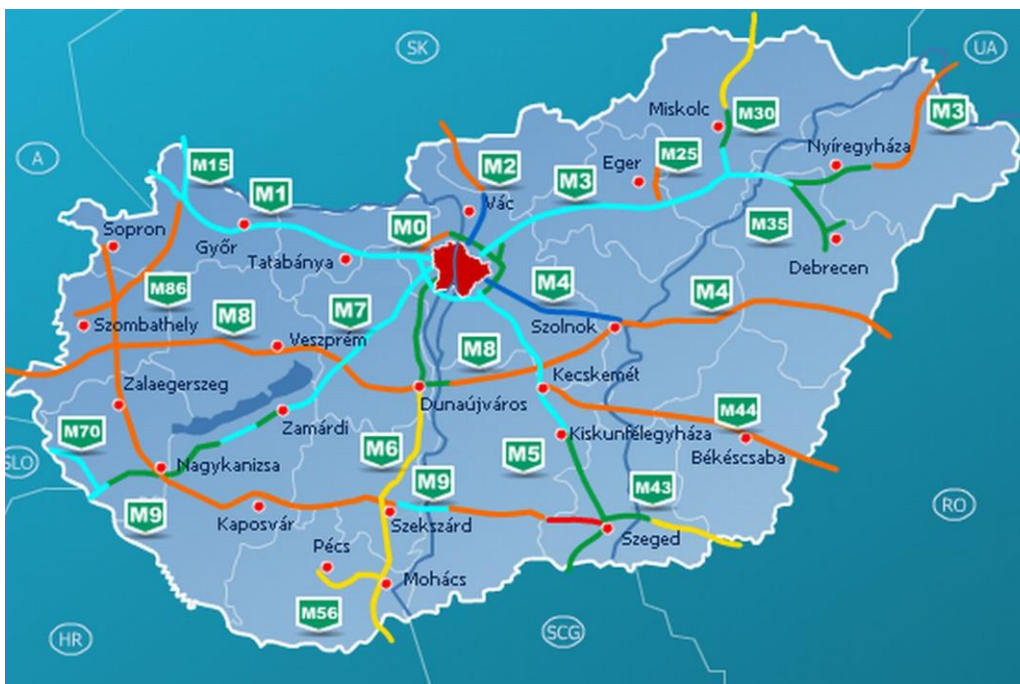 SK
UA
A
Miskolc
M30
M3
M15
M2
Eger
M25
Nyíregyháza
M1
M3
Vác
Sopron
Győr
M0
M35
Tatabánya
Debrecen
M86
M7
M4
M4
M8
Szombathely
Veszprém
Szolnok
M8
Zalaegerszeg
Kecskemét
Dunaújváros
M44
M70
Zamárdi
M6
M5
Kiskunfélegyháza
Békéscsaba
SLO
Nagykanizsa
M9
M43
M9
Kaposvár
Szekszárd
Szeged
RO
Pécs
Mohács
M56
HR
SCG